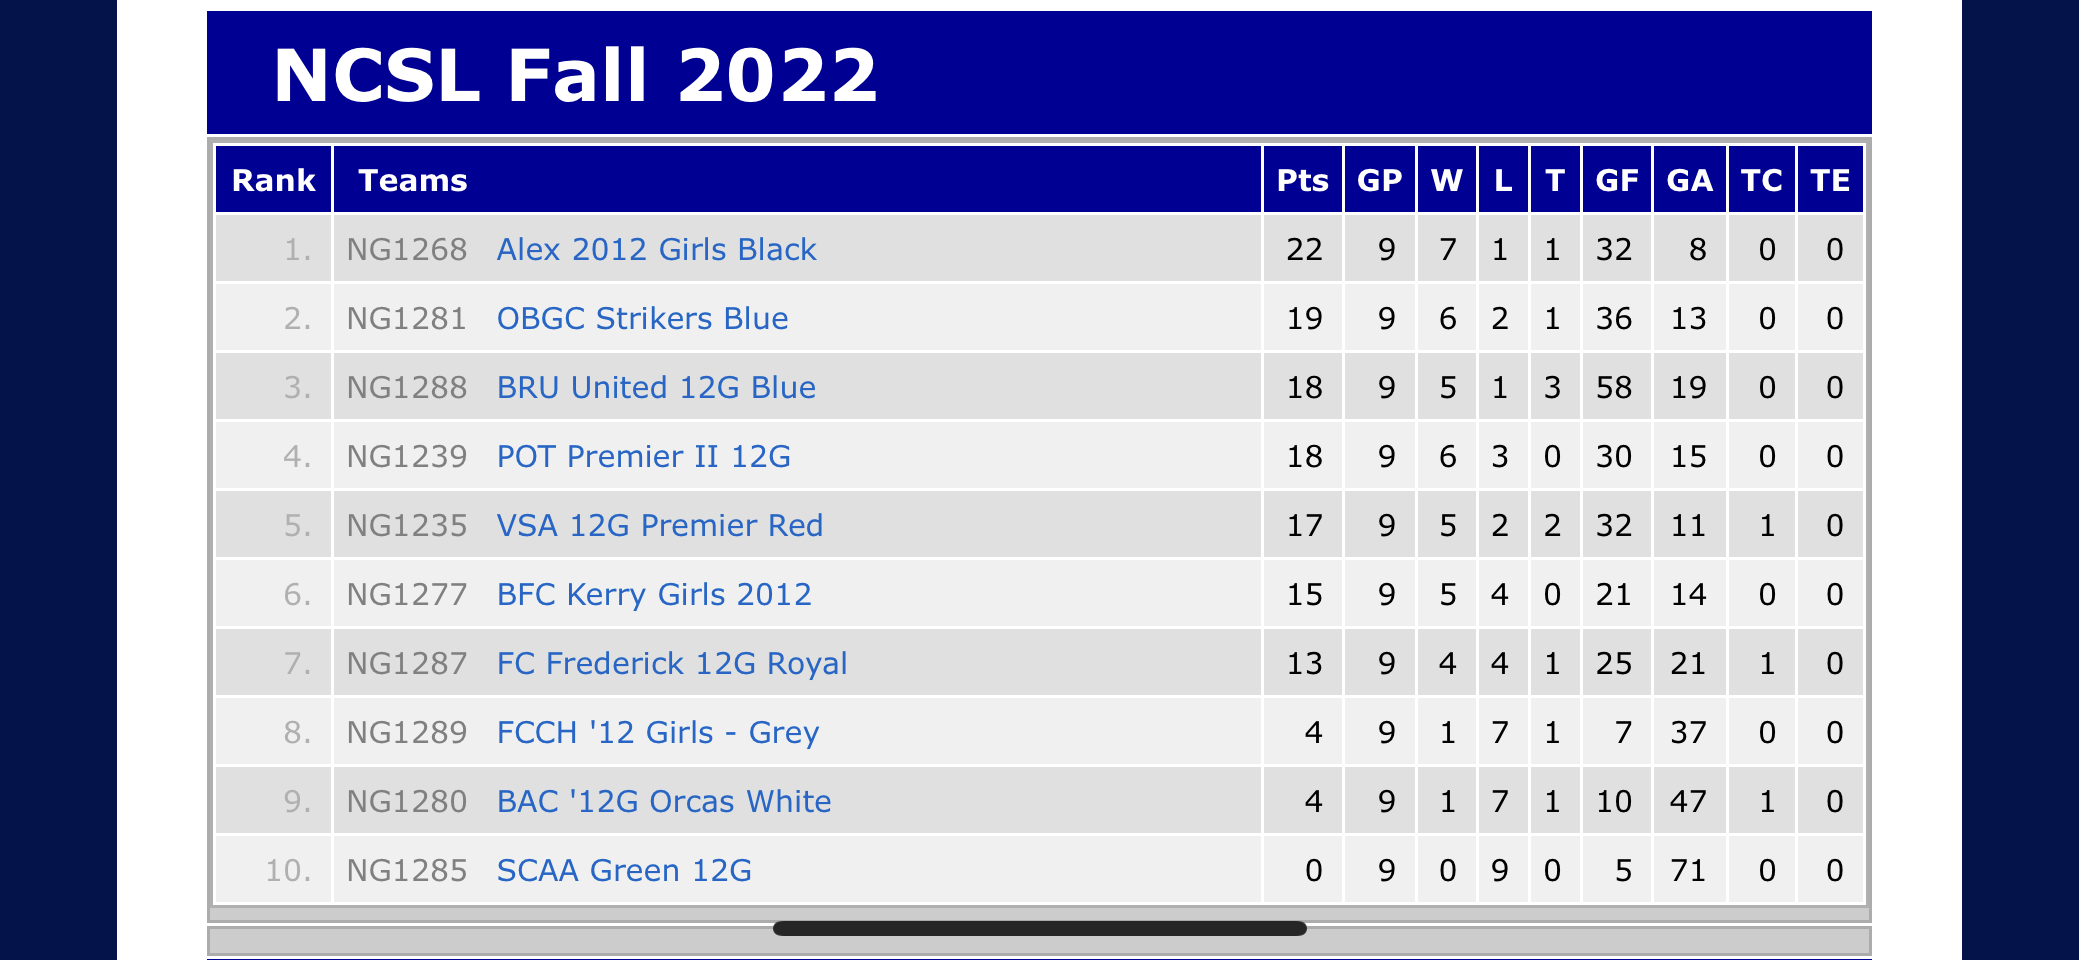 NCSL Fall 2022
Rank Teams Pts GP W L T GF GA TC TE
1. NG1268 Alex 2012 Girls Black 22 9 7 1 1 32 8 0 0
2. NG1281 OBGC Strikers Blue 19 9 6 2 1 36 13 0 0
3. NG1288 BRU United 12G Blue 18 9 5 1 3 58 19 0 0
4. NG1239 POT Premier II 12G 18 9 6 3 0 30 15 0 0
5. NG1235 VSA 12G Premier Red 17 9 5 2 2 32 11 1 0
6. NG1277 BFC Kerry Girls 2012 15 9 5 4 0 21 14 0 0
7. NG1287 FC Frederick 12G Royal 13 9 4 4 1 25 21 1 0
8. NG1289 FCCH '12 Girls - Grey 4 9 1 7 1 7 37 0 0
9. NG1280 BAC '12G Orcas White 4 9 1 7 1 10 47 1 0
10. NG1285 SCAA Green 12G 0 9 0 9 0 5 71 0 0